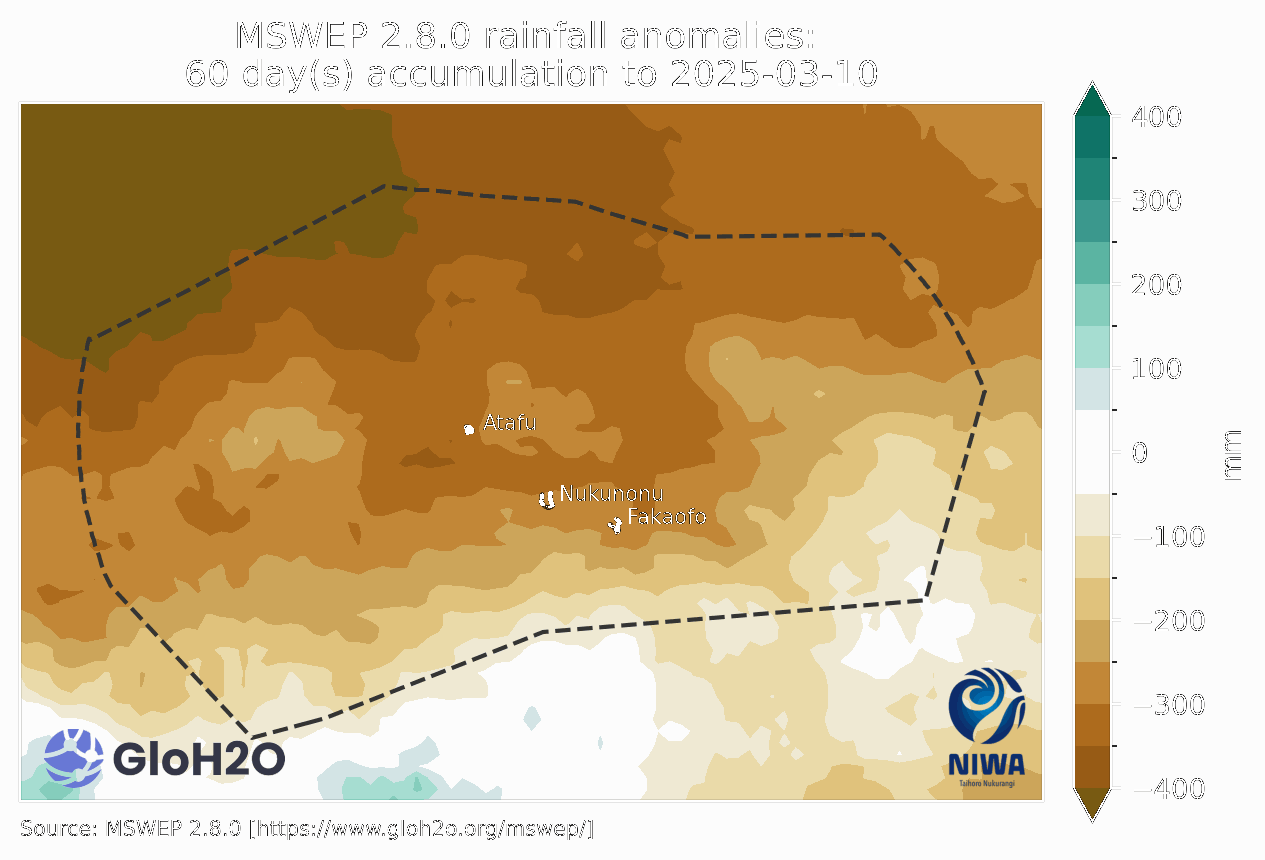 MSWEP 2.8.0 rainfall anomalies:
60 day(s) accumulation to 2025-03-10
400
300
200
100
0
−100
−200
−300
−400
mm
Atafu
Nukunonu
Fakaofo
GloH2O
NIWA
Taihoro Nukurangi
Source: MSWEP 2.8.0 [https://www.gloh2o.org/mswep/]